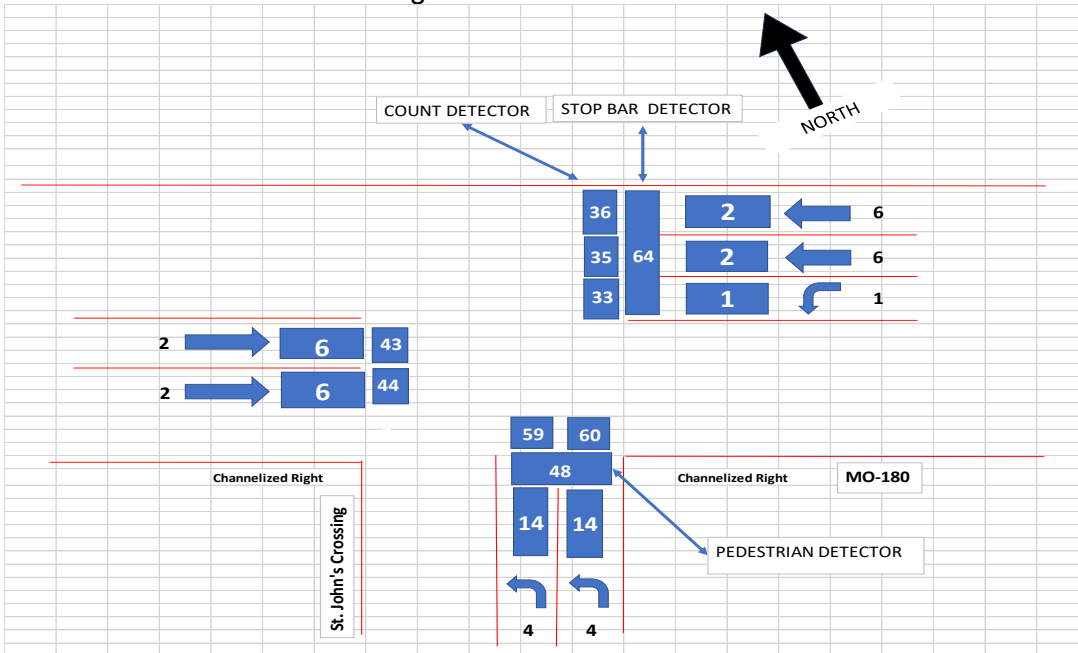 g
NORTH
COUNT DETECTOR
STOP BAR DETECTOR
36
2
6
35
64
2
6
33
1
1
2
6
43
2
6
44
59
60
48
Channelized Right
Channelized Right
MO-180
14
14
St. John's Crossing
PEDESTRIAN DETECTOR
4
4